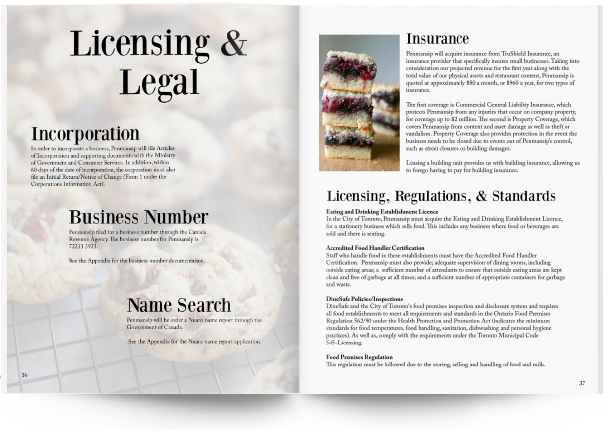 Licensing &
Legal
Incorporation
In order to incorporate a business, Penmansip will file Articles
of Incorporation and supporting documents with the Ministry
of Government and Consumer Services. In addition, within
60 days of the date of incorporation, the corporation must also
file an Initial Return/Notice of Change (Form 1 under the
Corporations Information Act).
Business Number
Penmansip filed for a business number through the Canada
Revenue Agency. The business number for Penmansip is
72213 2923.
See the Appendix for the Business number documentation.
Name Search
Penmansip will be order a Nuans name report through the
Government of Canada.
See the Appendix for the Nuans name report application.
36
Insurance
Penmansip will acquire insurance from TruShield Insurance, an
insurance provider that specifically insures small businesses. Taking into
consideration our projected revenue for the first year along with the
total value of our physical assets and restaurant content, Penmansip is
quoted at approximately $80 a month, or $960 a year, for two types of
insurance.
The first coverage is Commercial General Liability Insurance, which
protects Penmansip from any injuries that occur on company property,
for coverage up to $2 million. The second is Property Coverage, which
covers Penmansip from content and asset damage as well as theft or
vandalism. Property Coverage also provides protection in the event the
business needs to be closed due to events out of Penmansip's control,
such as street closures or building damages.
Leasing a building unit provides us with building insurance, allowing us
to forego having to pay for building insurance.
Licensing, Regulations, & Standards
Eating and Drinking Establishment Licence
In the City of Toronto, Penmansip must acquire the Eating and Drinking Establishment Licence,
for a stationery business which sells food. This includes any business where food or beverages are
sold and there is seating.
Accredited Food Handler Certification
Staff who handle food in these establishments must have the Accredited Food Handler
Certification. Penmansip must also provide; adequate supervision of dining rooms, including
outside eating areas; a sufficient number of attendants to ensure that outside eating areas are kept
clean and free of garbage at all times; and a sufficient number of appropriate containers for garbage
and waste.
DineSafe Policies/Inspections
DineSafe and the City of Toronto's food premises inspection and disclosure system and requires
all food establishments to meet all requirements and standards in the Ontario Food Premises
Regulation 562/90 under the Health Protection and Promotion Act (indicates the minimum
standards for food temperatures, food handling, sanitation, dishwashing and personal hygiene
practices). As well as, comply with the requirements under the Toronto Municipal Code
545-Licensing.
Food Premises Regulation
This regulation must be followed due to the storing, selling and handling of food and milk.
37